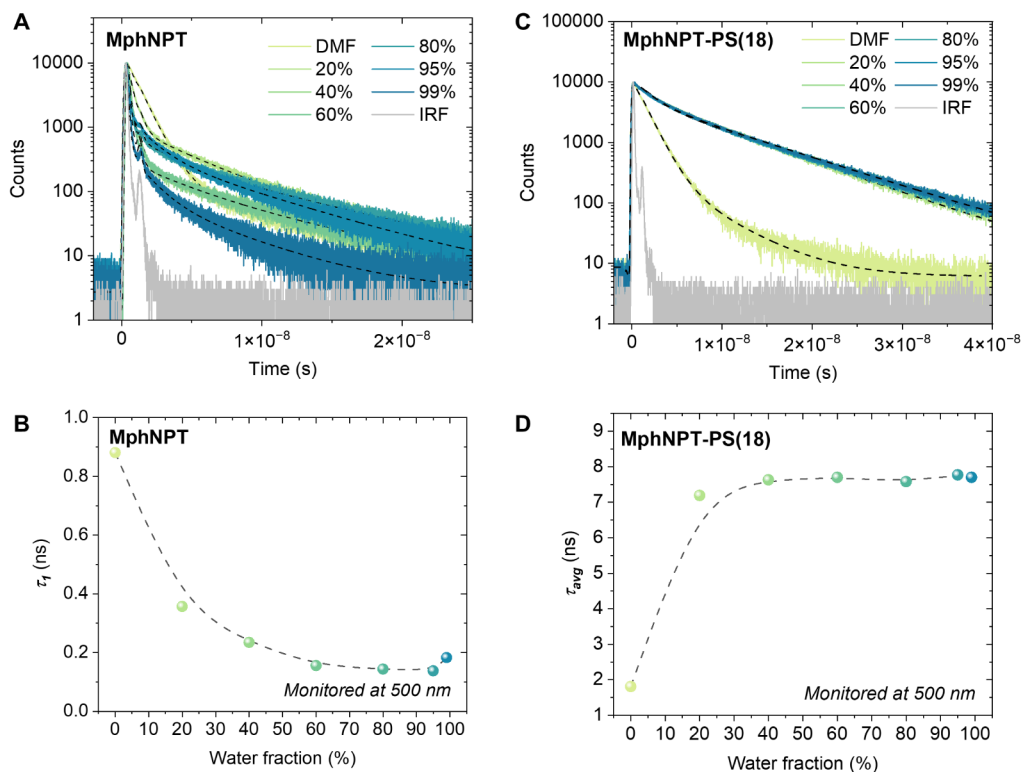 A
MphNPT
DMF 80%
20% 95%
40% 99%
60% IRF
Counts
10000
1000
100
10
1
0 1×10⁻⁸ 2×10⁻⁸
Time (s)
C
MphNPT-PS(18)
DMF 80%
20% 95%
40% 99%
60% IRF
Counts
100000
10000
1000
100
10
1
0 1×10⁻⁸ 2×10⁻⁸ 3×10⁻⁸ 4×10⁻⁸
Time (s)
B
MphNPT
τ₁ (ns)
1.0
0.8
0.6
0.4
0.2
0.0
Monitored at 500 nm
0 10 20 30 40 50 60 70 80 90 100
Water fraction (%)
D
MphNPT-PS(18)
τavg (ns)
9
8
7
6
5
4
3
2
1
Monitored at 500 nm
0 10 20 30 40 50 60 70 80 90 100
Water fraction (%)